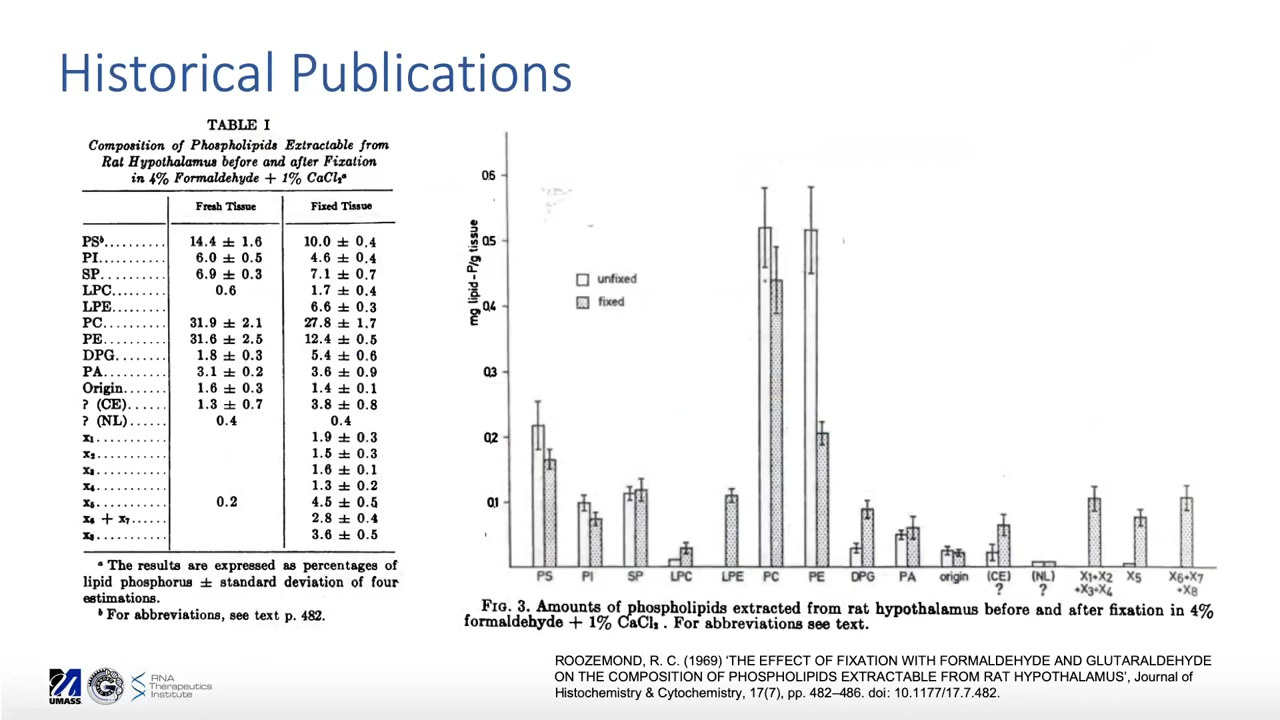 Historical Publications
TABLE I
Composition of Phospholipids Extractable from
Rat Hypothalamus before and after Fixation
in 4% Formaldehyde + 1% CaCl₂ᵃ
Fresh Tissue Fixed Tissue
PSᵇ.......... 14.4 ± 1.6 10.0 ± 0.4
PI........... 6.0 ± 0.5 4.6 ± 0.4
SP.......... 6.9 ± 0.3 7.1 ± 0.7
LPC........ 0.6 1.7 ± 0.4
LPE......... 6.6 ± 0.3
PC.......... 31.9 ± 2.1 27.8 ± 1.7
PE.......... 31.6 ± 2.5 12.4 ± 0.5
DPG........ 1.8 ± 0.3 5.4 ± 0.6
PA.......... 3.1 ± 0.2 3.6 ± 0.9
Origin....... 1.6 ± 0.3 1.4 ± 0.1
? (CE)...... 1.3 ± 0.7 3.8 ± 0.8
? (NL)...... 0.4 0.4
x₁........... 1.9 ± 0.3
x₂........... 1.5 ± 0.3
x₃........... 1.6 ± 0.1
x₄........... 1.3 ± 0.2
x₅........... 0.2 4.5 ± 0.5
x₆ + x₇...... 2.8 ± 0.4
x₈........... 3.6 ± 0.5
ᵃ The results are expressed as percentages of
lipid phosphorus ± standard deviation of four
estimations.
ᵇ For abbreviations, see text p. 482.
mg lipid-P/g tissue
0,6
0,5
0,4
0,3
0,2
0,1
unfixed
fixed
PS PI SP LPC LPE PC PE DPG PA origin (CE) (NL) X1+X2 X5 X6+X7
? ? +X3+X4 +X8
FIG. 3. Amounts of phospholipids extracted from rat hypothalamus before and after fixation in 4%
formaldehyde + 1% CaCl₂ . For abbreviations see text.
ROOZEMOND, R. C. (1969) 'THE EFFECT OF FIXATION WITH FORMALDEHYDE AND GLUTARALDEHYDE
ON THE COMPOSITION OF PHOSPHOLIPIDS EXTRACTABLE FROM RAT HYPOTHALAMUS', Journal of
Histochemistry & Cytochemistry, 17(7), pp. 482–486. doi: 10.1177/17.7.482.
UMASS
RNA
Therapeutics
Institute